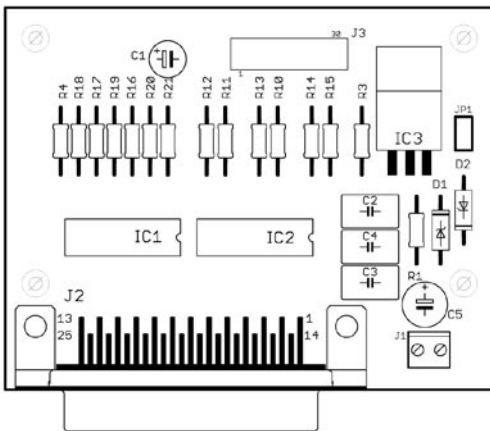 C1
+
30
J3
1
R4 R18 R17 R19 R16 R20 R21 R12 R11 R13 R10 R14 R15 R3
IC3
JP1
D2
D1
C2
C4
C3
IC1
IC2
R1
+
C5
J2
13
25
1
14
J1